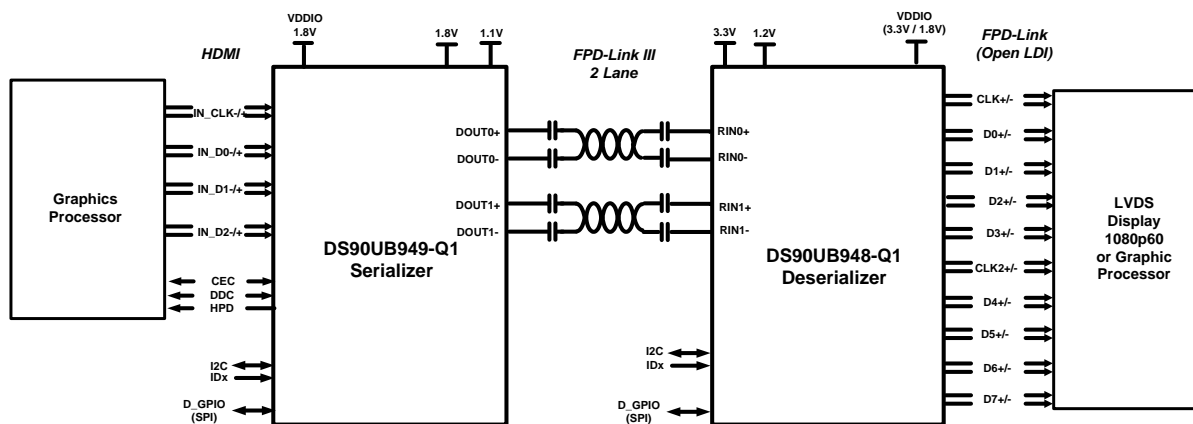 VDDIO
1.8V
1.8V
1.1V
HDMI
FPD-Link III
2 Lane
3.3V
1.2V
VDDIO
(3.3V / 1.8V)
FPD-Link
(Open LDI)
Graphics
Processor
IN_CLK-/+
IN_D0-/+
IN_D1-/+
IN_D2-/+
CEC
DDC
HPD
I2C
IDx
D_GPIO
(SPI)
DOUT0+
DOUT0-
DOUT1+
DOUT1-
DS90UB949-Q1
Serializer
RIN0+
RIN0-
RIN1+
RIN1-
DS90UB948-Q1
Deserializer
I2C
IDx
D_GPIO
(SPI)
CLK+/-
D0+/-
D1+/-
D2+/-
D3+/-
CLK2+/-
D4+/-
D5+/-
D6+/-
D7+/-
LVDS
Display
1080p60
or Graphic
Processor